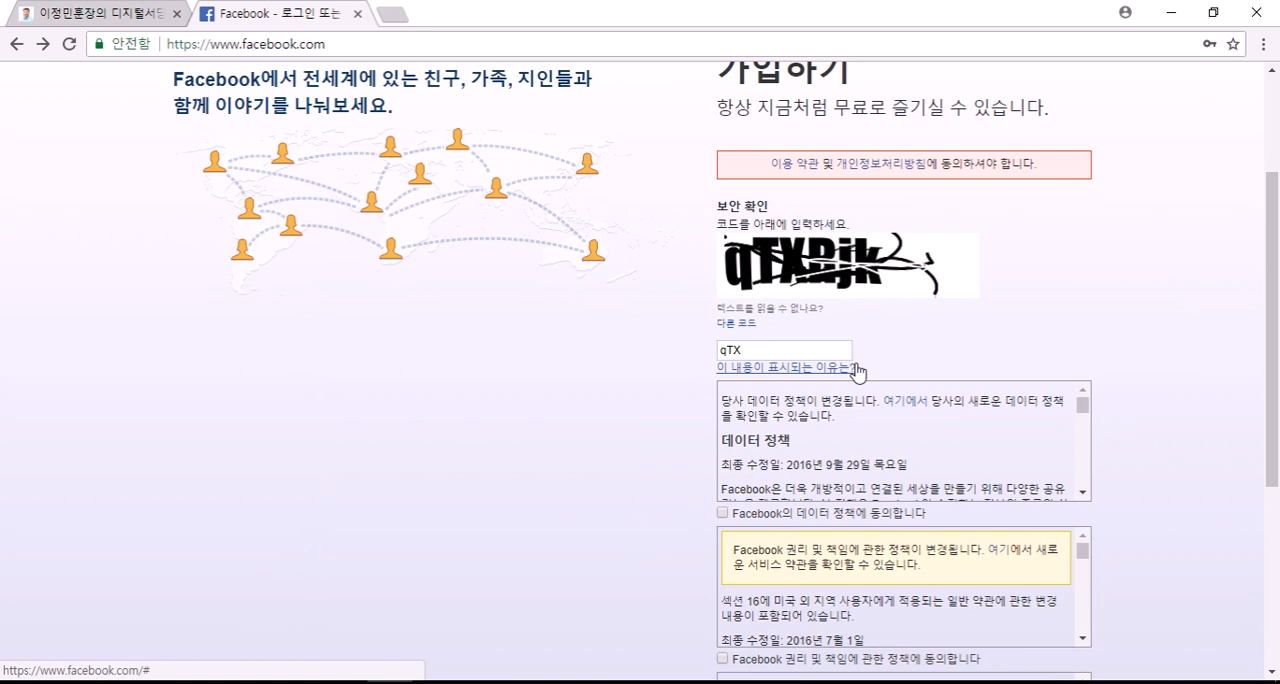 이정민훈장의 디지털서당
Facebook - 로그인 또는
안전함
https://www.facebook.com
Facebook에서 전세계에 있는 친구, 가족, 지인들과
함께 이야기를 나눠보세요.
가입하기
항상 지금처럼 무료로 즐기실 수 있습니다.
이용 약관 및 개인정보처리방침에 동의하셔야 합니다.
보안 확인
코드를 아래에 입력하세요.
텍스트를 읽을 수 없나요?
다른 코드
qTX
이 내용이 표시되는 이유는?
당사 데이터 정책이 변경됩니다. 여기에서 당사의 새로운 데이터 정책
을 확인할 수 있습니다.
데이터 정책
최종 수정일: 2016년 9월 29일 목요일
Facebook은 더욱 개방적이고 연결된 세상을 만들기 위해 다양한 공유
Facebook의 데이터 정책에 동의합니다
Facebook 권리 및 책임에 관한 정책이 변경됩니다. 여기에서 새로
운 서비스 약관을 확인할 수 있습니다.
섹션 16에 미국 외 지역 사용자에게 적용되는 일반 약관에 관한 변경
내용이 포함되어 있습니다.
최종 수정일: 2016년 7월 1일
Facebook 권리 및 책임에 관한 정책에 동의합니다
https://www.facebook.com/#